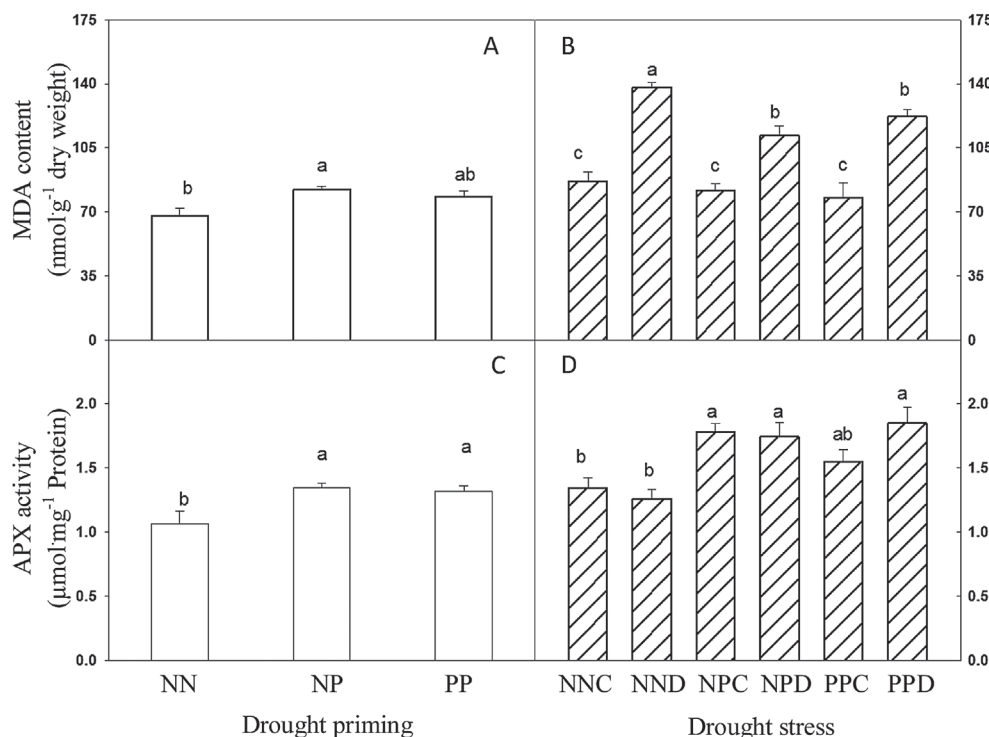 MDA content
(nmol·g⁻¹ dry weight)
175
140
105
70
35
0
A
b
a
ab
B
c
a
c
b
c
b
175
140
105
70
35
0
APX activity
(μmol·mg⁻¹ Protein)
2.0
1.5
1.0
0.5
0.0
C
b
a
a
D
b
b
a
a
ab
a
2.0
1.5
1.0
0.5
0.0
NN NP PP
NNC NND NPC NPD PPC PPD
Drought priming
Drought stress